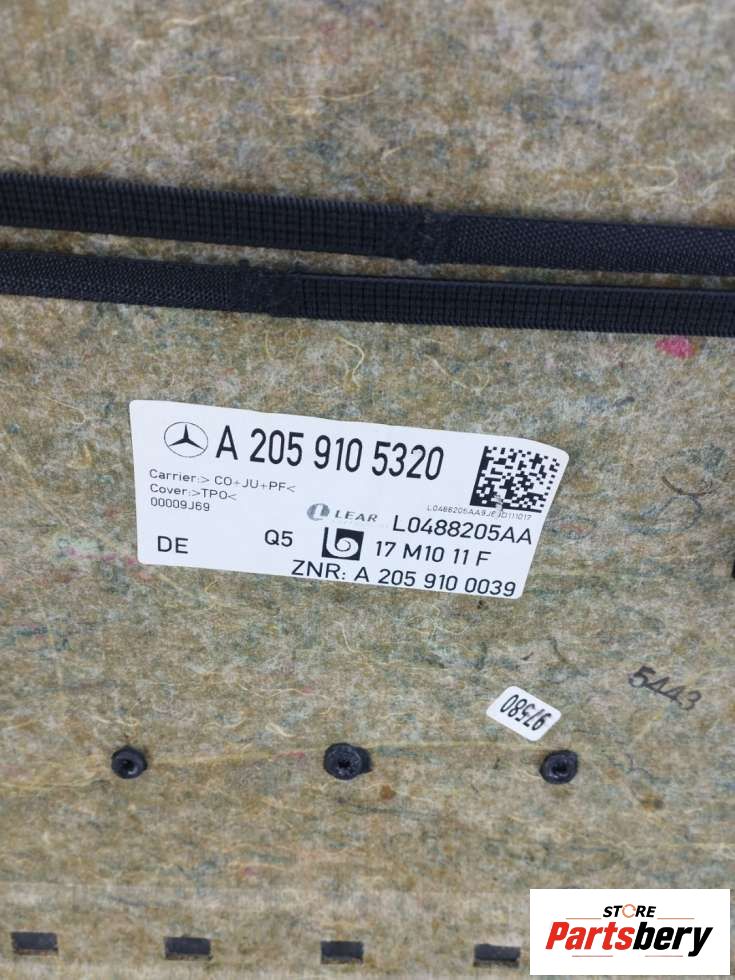 A 205 910 5320
Carrier:> CO+JU+PF<
Cover:>TPO<
00009J69
LEAR
L0488205AA
DE
Q5
17 M10 11 F
ZNR: A 205 910 0039
5443
97580
STORE
Partsbery